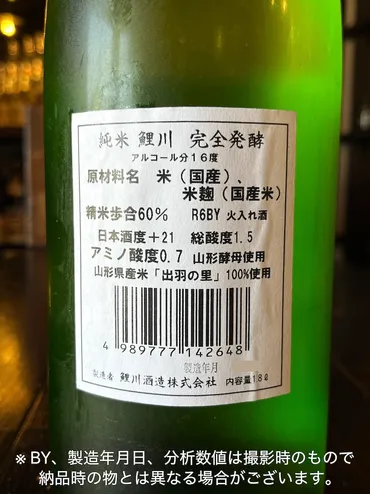 純米 鯉川 完全発酵
アルコール分16度
原材料名 米(国産)、
米麹(国産米)
精米歩合60% R6BY 火入れ酒
日本酒度+21 総酸度1.5
アミノ酸度0.7 山形酵母使用
山形県産米「出羽の里」100%使用
4 989777 142648
製造年月
製造者 鯉川酒造株式会社 内容量1.8ℓ
※ BY、製造年月日、分析数値は撮影時のもので
納品時の物とは異なる場合がございます。